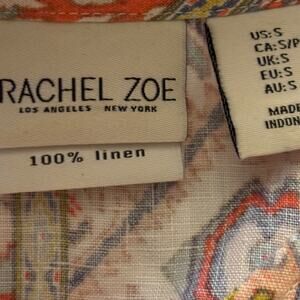 RACHEL ZOE
LOS ANGELES NEW YORK
100% linen
US: S
CA: S/P
UK: S
EU: S
AU: S
MADE
INDON